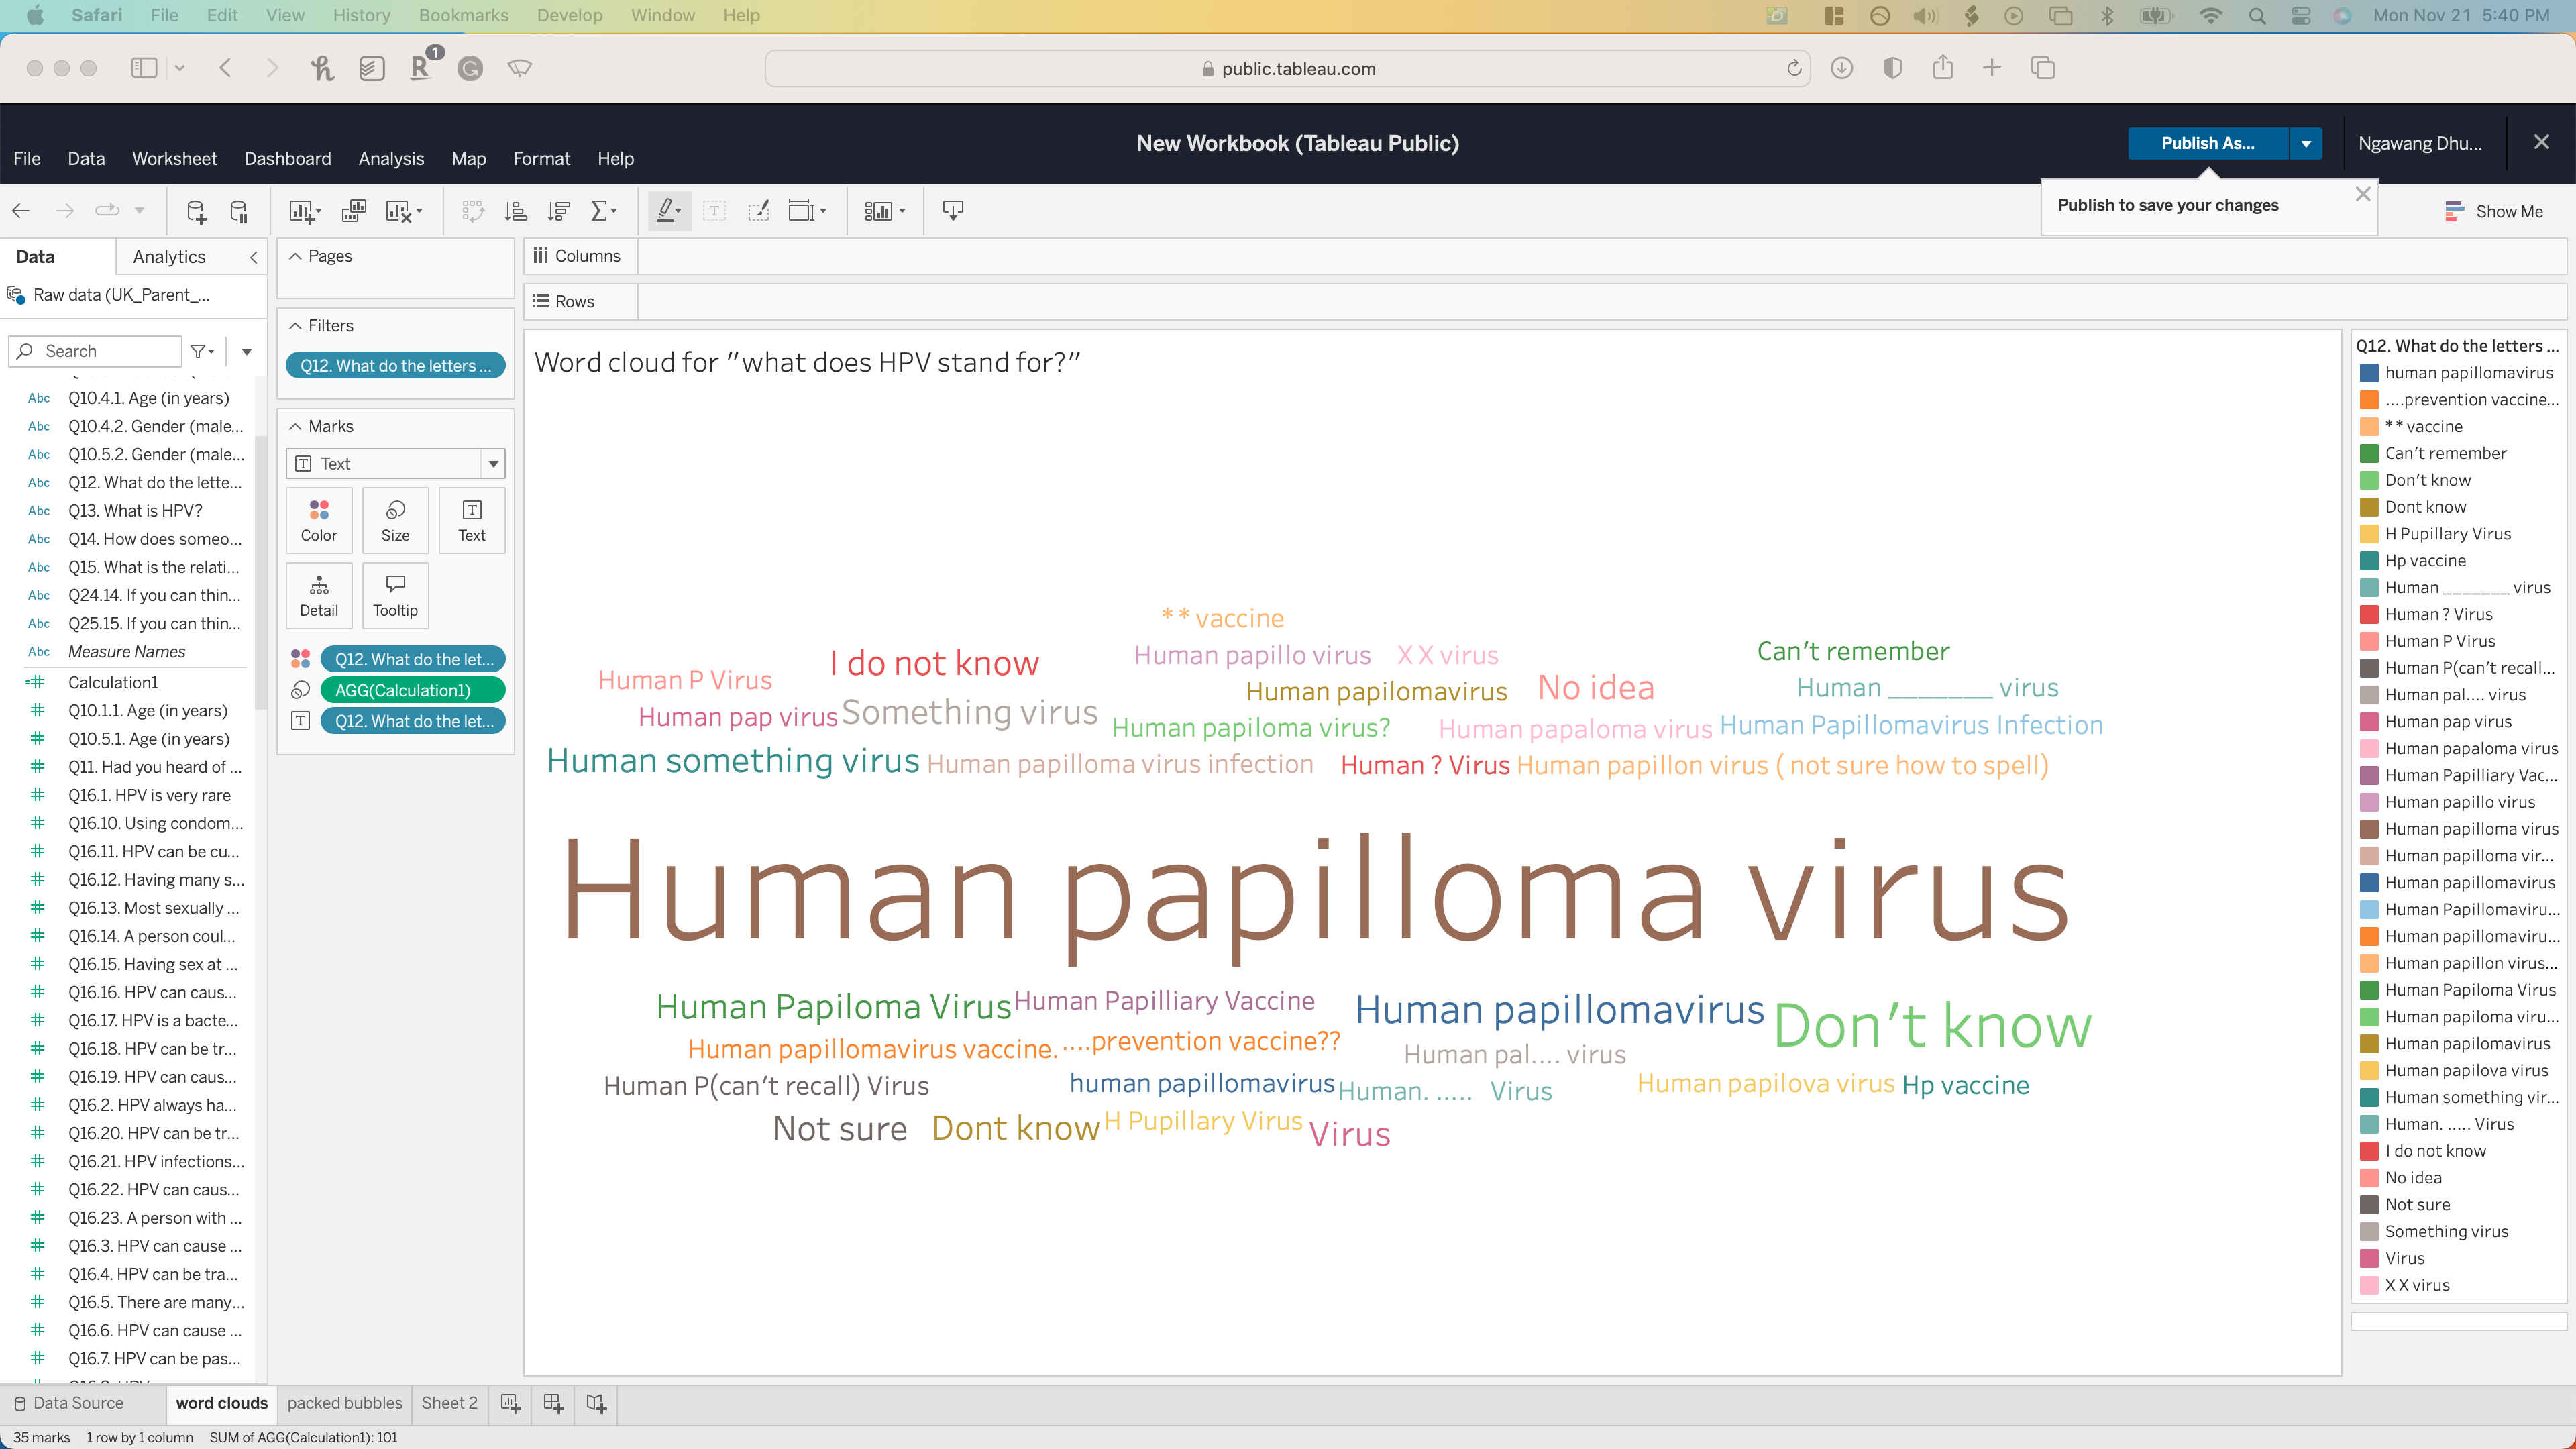 Safari File Edit View History Bookmarks Develop Window Help Mon Nov 21 5:40 PM
1
public.tableau.com
New Workbook (Tableau Public)
Publish As... Ngawang Dhu...
File Data Worksheet Dashboard Analysis Map Format Help
Publish to save your changes
Show Me
Data Analytics
Raw data (UK_Parent_...
Search
Q10.4.1. Age (in years)
Q10.4.2. Gender (male...
Q10.5.2. Gender (male...
Q12. What do the lette...
Q13. What is HPV?
Q14. How does someo...
Q15. What is the relati...
Q24.14. If you can thin...
Q25.15. If you can thin...
Measure Names
Calculation1
Q10.1.1. Age (in years)
Q10.5.1. Age (in years)
Q11. Had you heard of ...
Q16.1. HPV is very rare
Q16.10. Using condom...
Q16.11. HPV can be cu...
Q16.12. Having many s...
Q16.13. Most sexually ...
Q16.14. A person coul...
Q16.15. Having sex at ...
Q16.16. HPV can caus...
Q16.17. HPV is a bacte...
Q16.18. HPV can be tr...
Q16.19. HPV can caus...
Q16.2. HPV always ha...
Q16.20. HPV can be tr...
Q16.21. HPV infections...
Q16.22. HPV can caus...
Q16.23. A person with ...
Q16.3. HPV can cause ...
Q16.4. HPV can be tra...
Q16.5. There are many...
Q16.6. HPV can cause ...
Q16.7. HPV can be pas...
Pages
Filters
Q12. What do the letters ...
Marks
Text
Color Size Text
Detail Tooltip
Q12. What do the let...
AGG(Calculation1)
Q12. What do the let...
Columns
Rows
Word cloud for "what does HPV stand for?"
* * vaccine
Human P Virus I do not know Human papillo virus X X virus Can't remember
Human papilomavirus No idea Human _______ virus
Human pap virus Something virus Human papiloma virus? Human papaloma virus Human Papillomavirus Infection
Human something virus Human papilloma virus infection Human ? Virus Human papillon virus ( not sure how to spell)
Human papilloma virus
Human Papiloma Virus Human Papilliary Vaccine Human papillomavirus Don't know
Human papillomavirus vaccine. ....prevention vaccine?? Human pal.... virus
Human P(can't recall) Virus human papillomavirus Human. ..... Virus Human papilova virus Hp vaccine
Not sure Dont know H Pupillary Virus Virus
Q12. What do the letters ...
human papillomavirus
....prevention vaccine...
* * vaccine
Can't remember
Don't know
Dont know
H Pupillary Virus
Hp vaccine
Human _______ virus
Human ? Virus
Human P Virus
Human P(can't recall...
Human pal.... virus
Human pap virus
Human papaloma virus
Human Papilliary Vac...
Human papillo virus
Human papilloma virus
Human papilloma vir...
Human papillomavirus
Human Papillomaviru...
Human papillomaviru...
Human papillon virus...
Human Papiloma Virus
Human papiloma viru...
Human papilomavirus
Human papilova virus
Human something vir...
Human. ..... Virus
I do not know
No idea
Not sure
Something virus
Virus
X X virus
Data Source word clouds packed bubbles Sheet 2
35 marks 1 row by 1 column SUM of AGG(Calculation1): 101